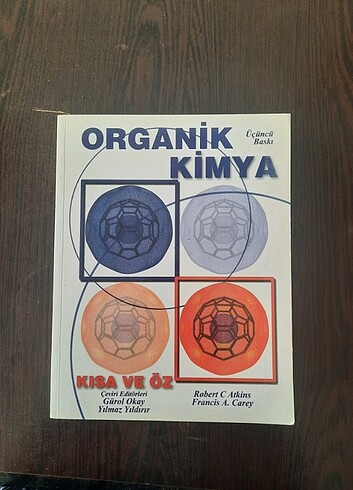 ORGANİK
KİMYA
Üçüncü
Baskı
KISA VE ÖZ
Çeviri Editörleri
Gürol Okay
Yılmaz Yıldırır
Robert C Atkins
Francis A. Carey